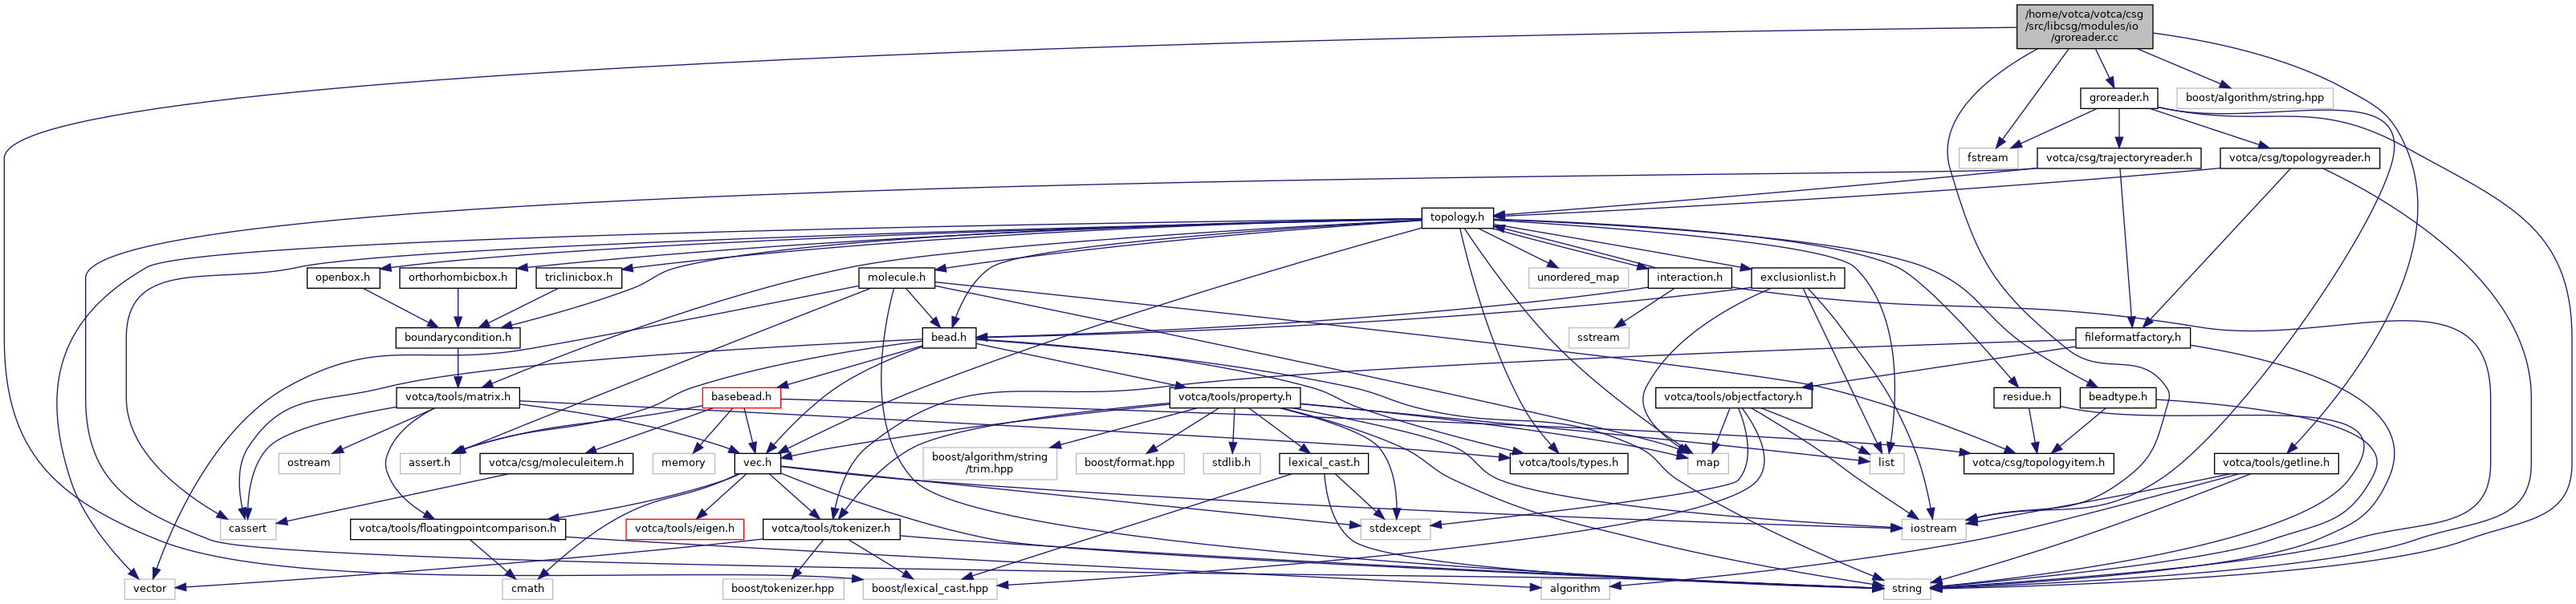 /home/votca/votca/csg
/src/libcsg/modules/io
/groreader.cc
groreader.h
boost/algorithm/string.hpp
fstream
votca/csg/trajectoryreader.h
votca/csg/topologyreader.h
topology.h
openbox.h
orthorhombicbox.h
triclinicbox.h
molecule.h
unordered_map
interaction.h
exclusionlist.h
boundarycondition.h
bead.h
sstream
fileformatfactory.h
votca/tools/matrix.h
basebead.h
votca/tools/property.h
votca/tools/objectfactory.h
residue.h
beadtype.h
ostream
assert.h
votca/csg/moleculeitem.h
memory
vec.h
boost/algorithm/string
/trim.hpp
boost/format.hpp
stdlib.h
lexical_cast.h
votca/tools/types.h
map
list
votca/csg/topologyitem.h
votca/tools/getline.h
cassert
votca/tools/floatingpointcomparison.h
votca/tools/eigen.h
votca/tools/tokenizer.h
stdexcept
iostream
vector
cmath
boost/tokenizer.hpp
boost/lexical_cast.hpp
algorithm
string